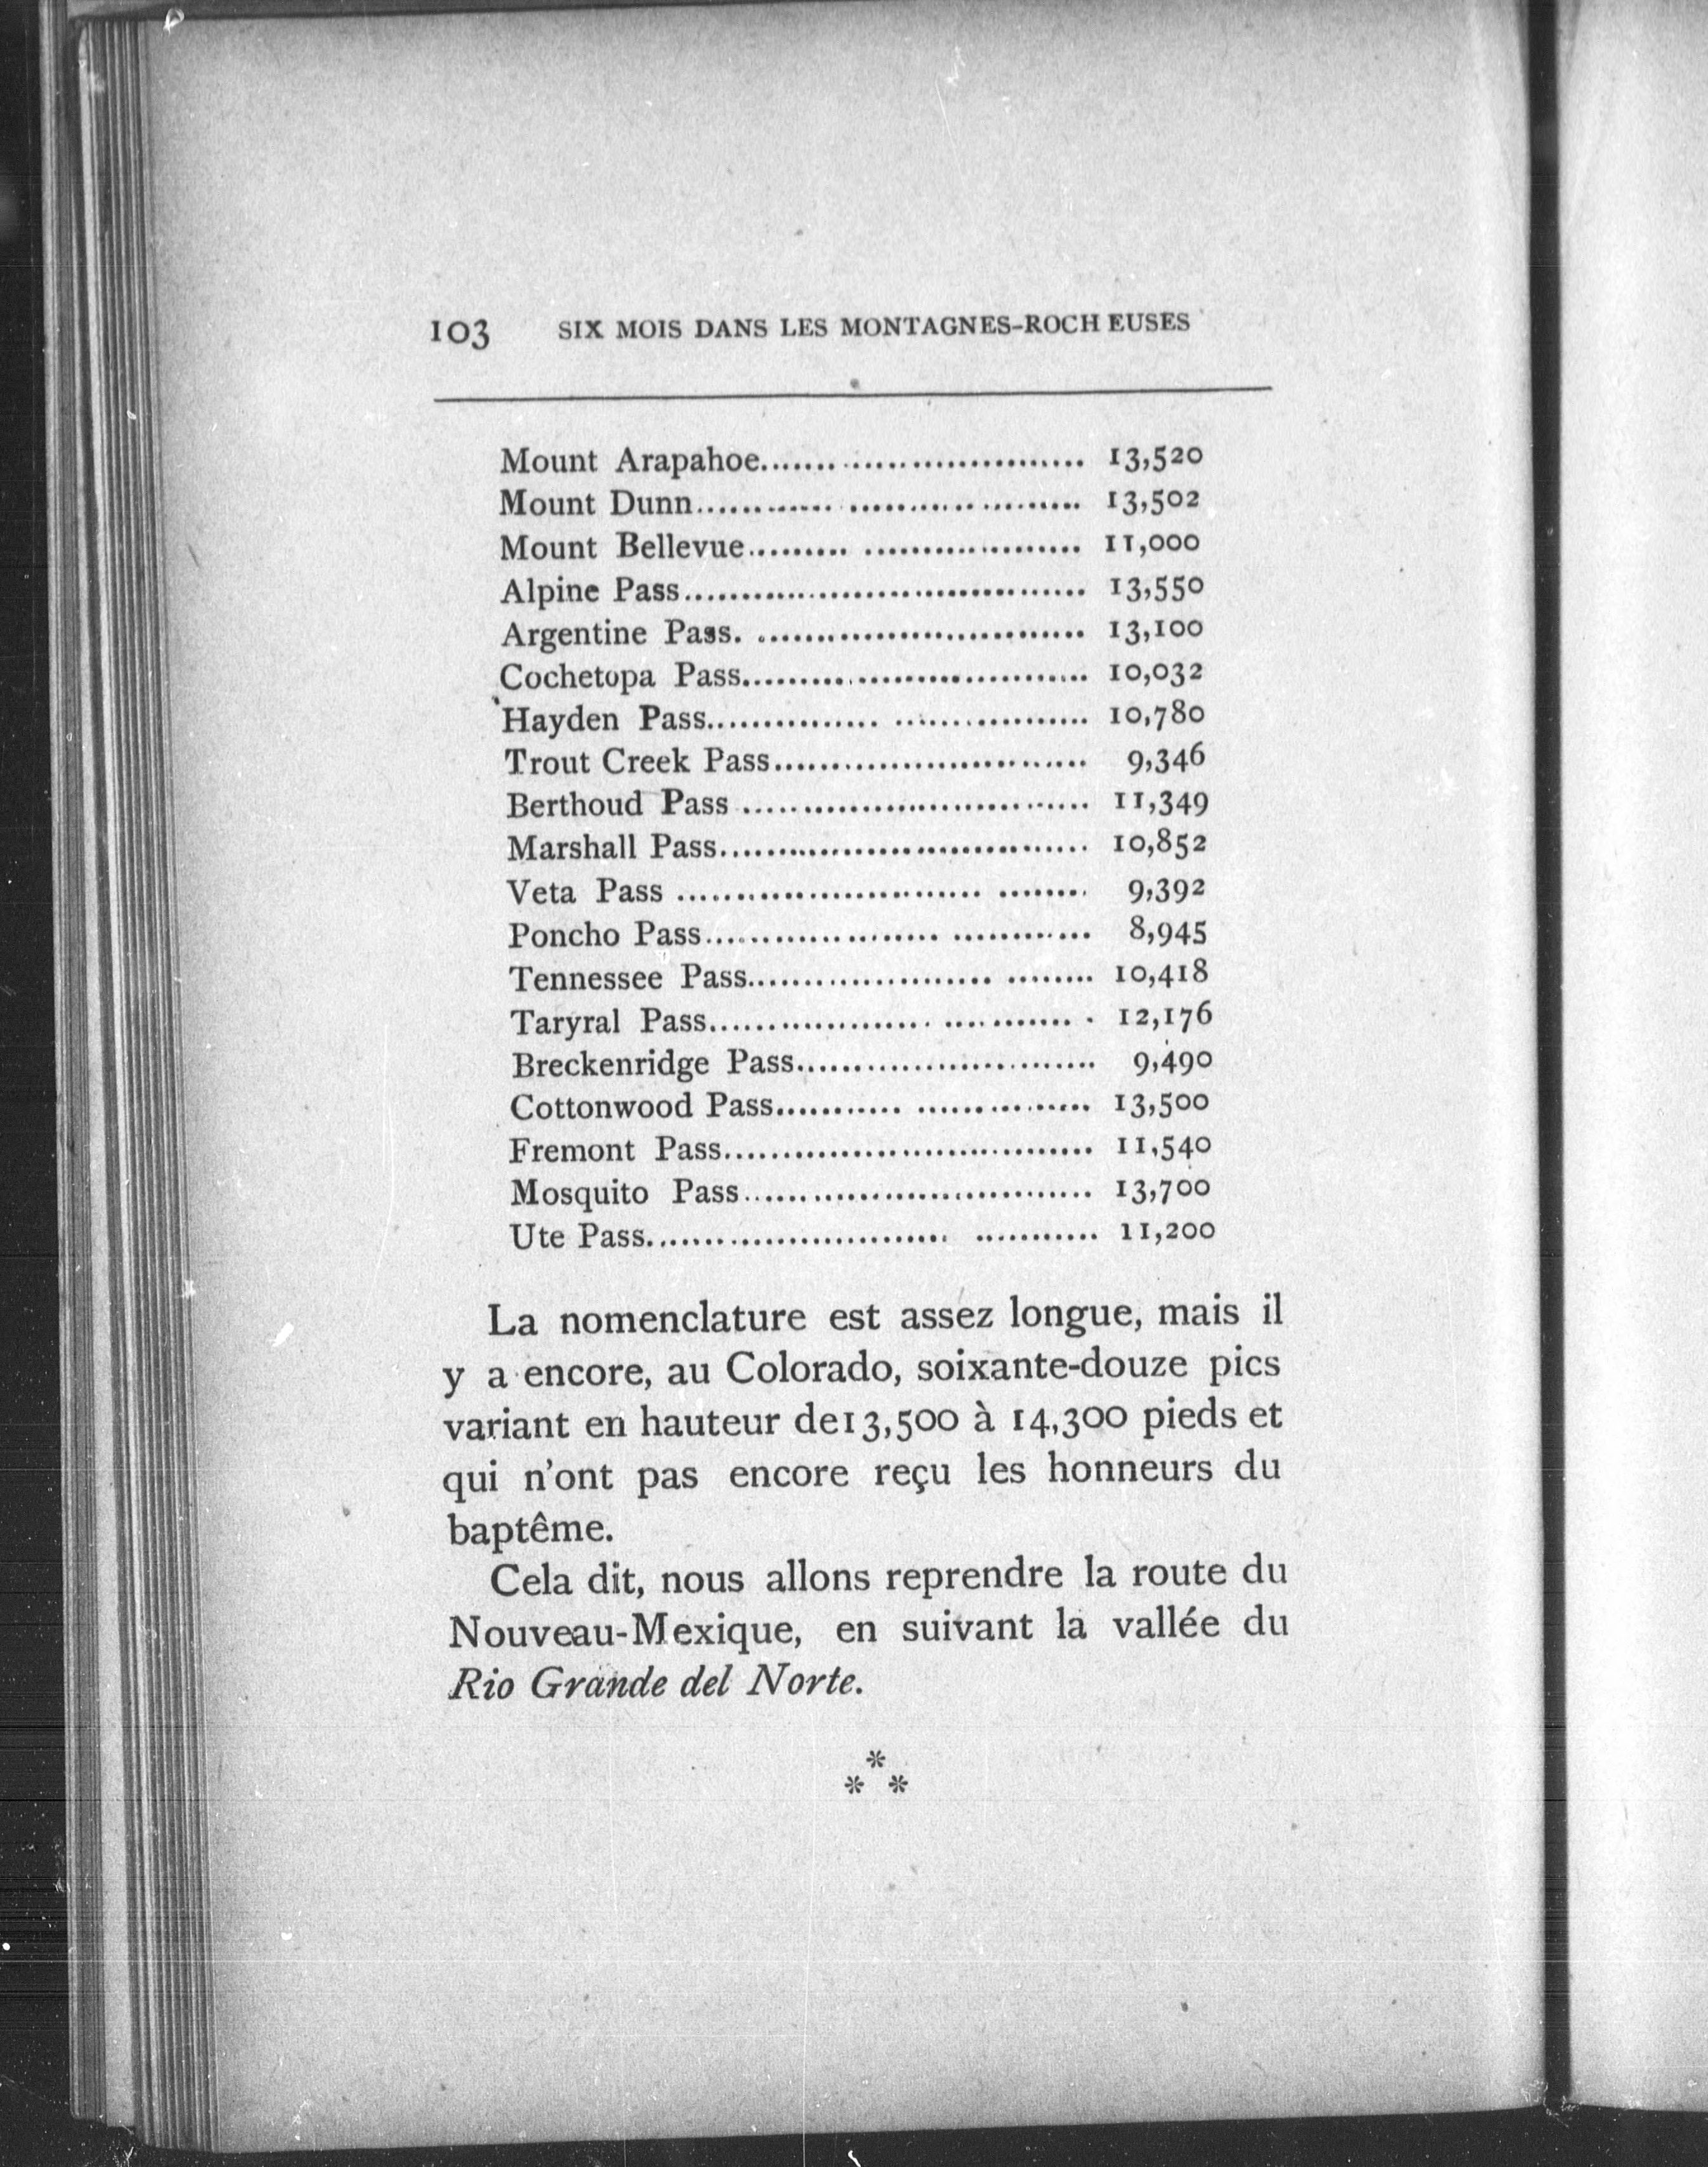 103 SIX MOIS DANS LES MONTAGNES-ROCHEUSES
Mount Arapahoe.................................... 13,520
Mount Dunn.................................... 13,502
Mount Bellevue.................................... 11,000
Alpine Pass.................................... 13,550
Argentine Pass.................................... 13,100
Cochetopa Pass.................................... 10,032
Hayden Pass.................................... 10,780
Trout Creek Pass.................................... 9,346
Berthoud Pass.................................... 11,349
Marshall Pass.................................... 10,852
Veta Pass.................................... 9,392
Poncho Pass.................................... 8,945
Tennessee Pass.................................... 10,418
Taryral Pass.................................... 12,176
Breckenridge Pass.................................... 9,490
Cottonwood Pass.................................... 13,500
Fremont Pass.................................... 11,540
Mosquito Pass.................................... 13,700
Ute Pass.................................... 11,200
La nomenclature est assez longue, mais il
y a encore, au Colorado, soixante-douze pics
variant en hauteur de13,500 à 14,300 pieds et
qui n'ont pas encore reçu les honneurs du
baptême.
Cela dit, nous allons reprendre la route du
Nouveau-Mexique, en suivant la vallée du
Rio Grande del Norte.
*
* *